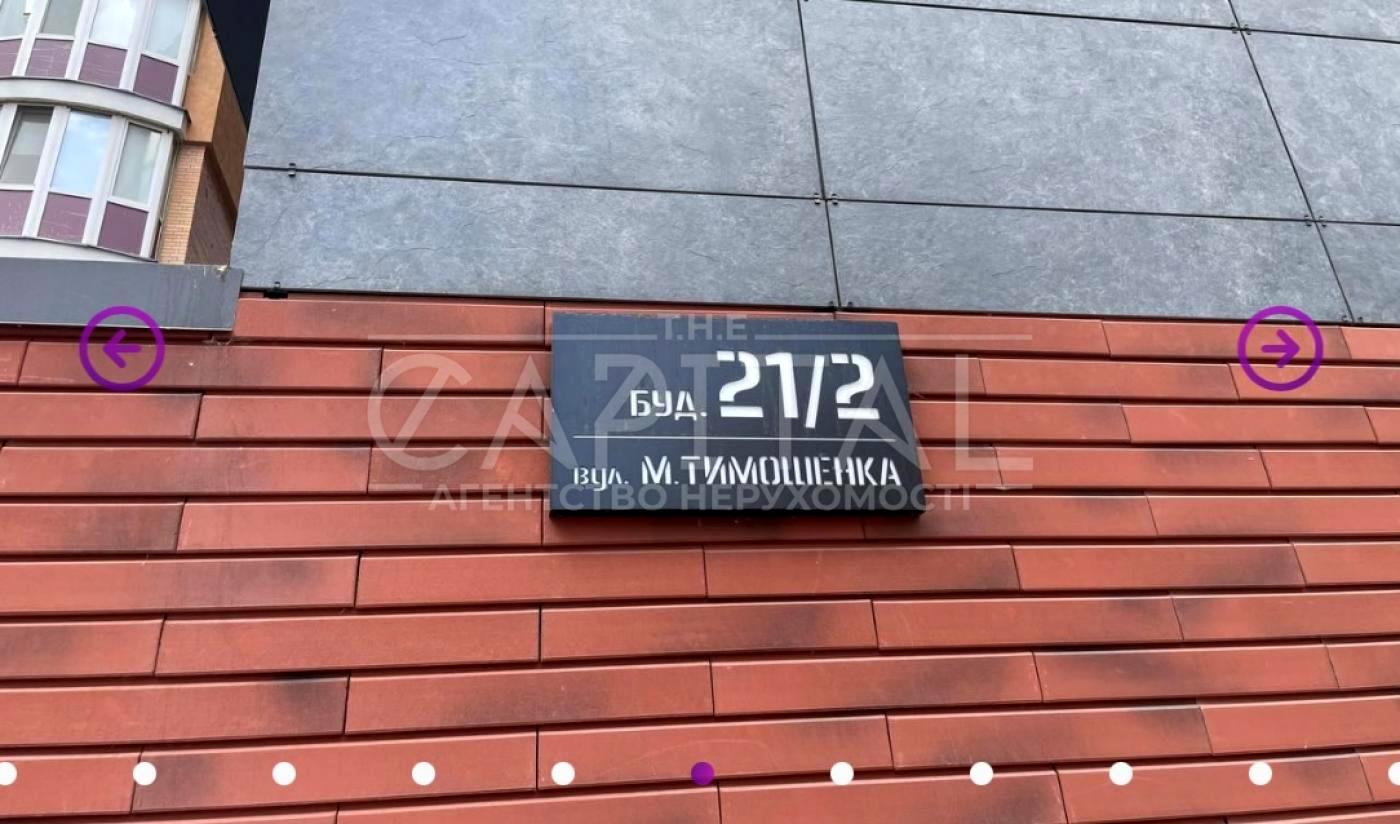 T.H.E
CAPITAL
АГЕНТСТВО НЕРУХОМОСТІ
БУД. 21/2
вул. М.ТИМОШЕНКА